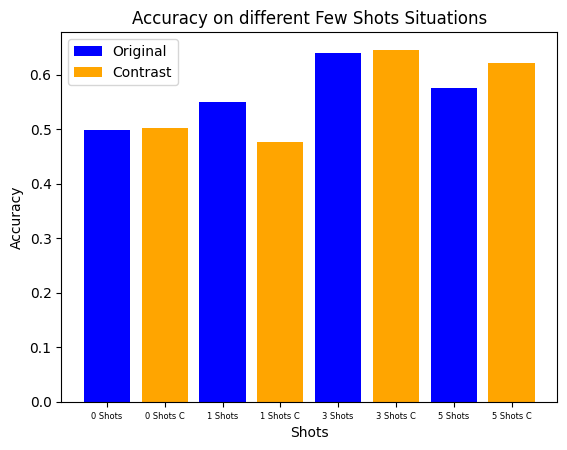 Accuracy on different Few Shots Situations
Original
Contrast
Accuracy
0.6
0.5
0.4
0.3
0.2
0.1
0.0
0 Shots 0 Shots C 1 Shots 1 Shots C 3 Shots 3 Shots C 5 Shots 5 Shots C
Shots